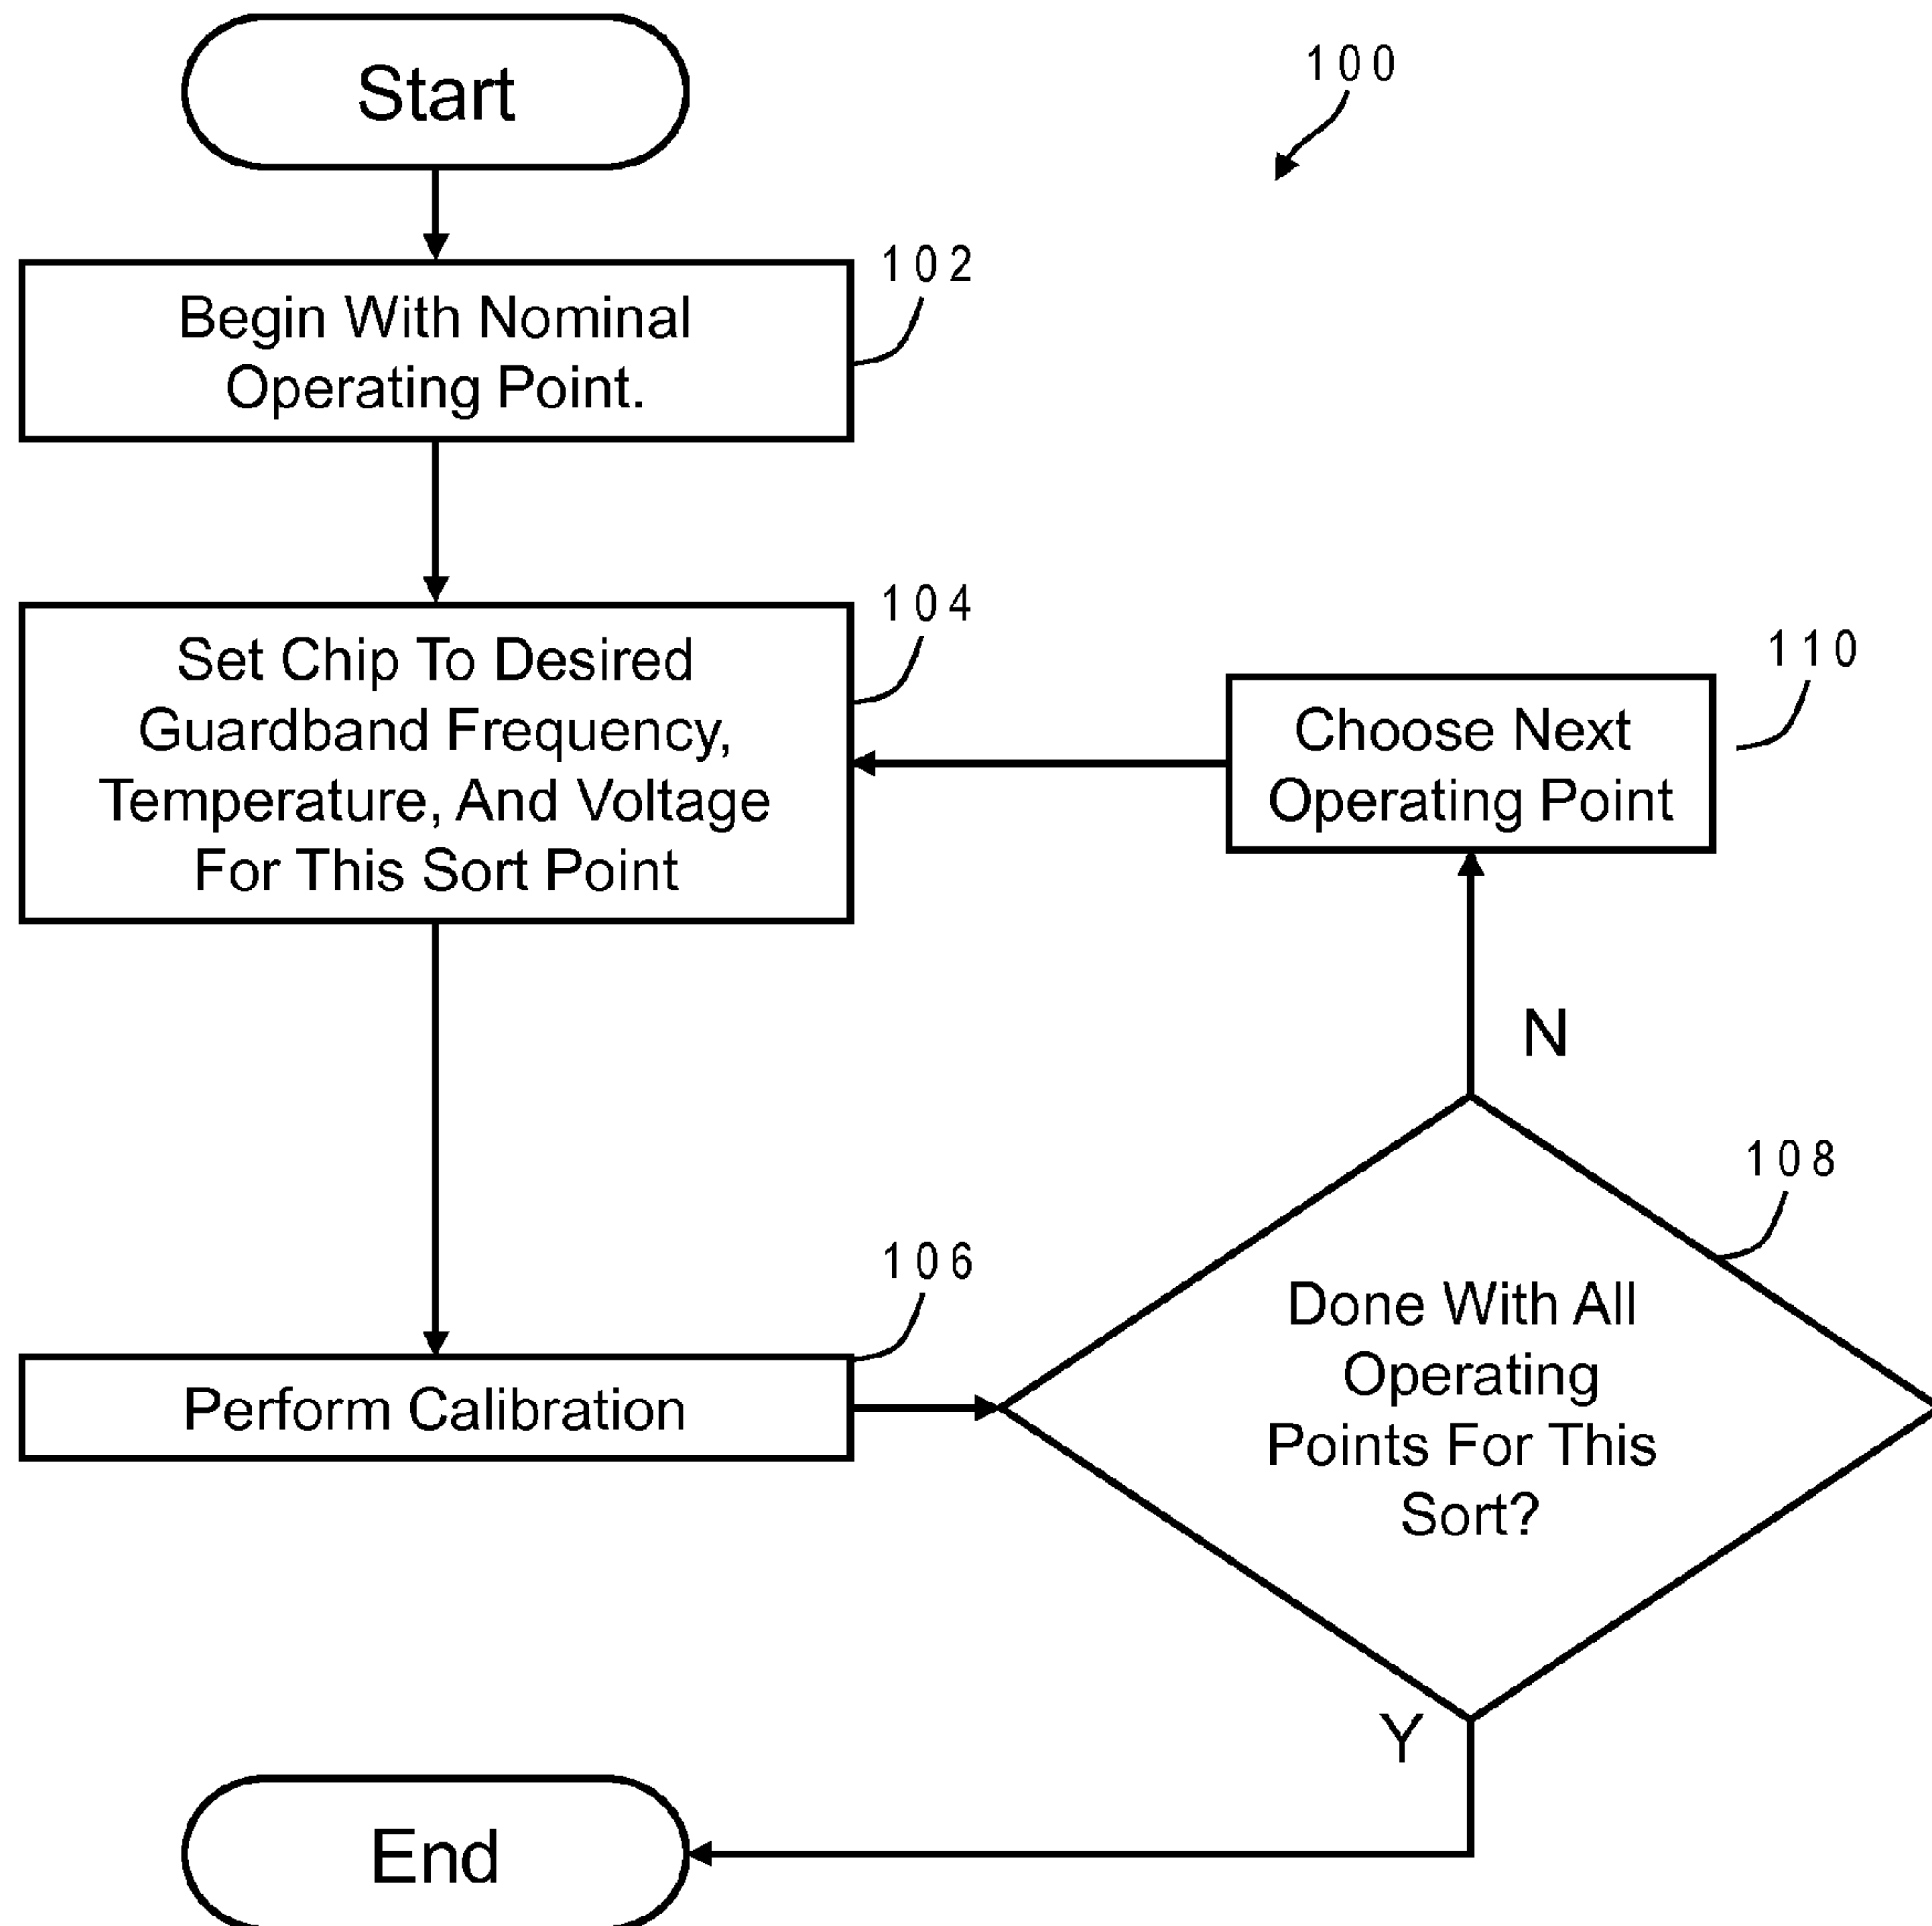 Start
100
102
Begin With Nominal
Operating Point.
104
Set Chip To Desired
Guardband Frequency,
Temperature, And Voltage
For This Sort Point
110
Choose Next
Operating Point
N
108
106
Perform Calibration
Done With All
Operating
Points For This
Sort?
Y
End